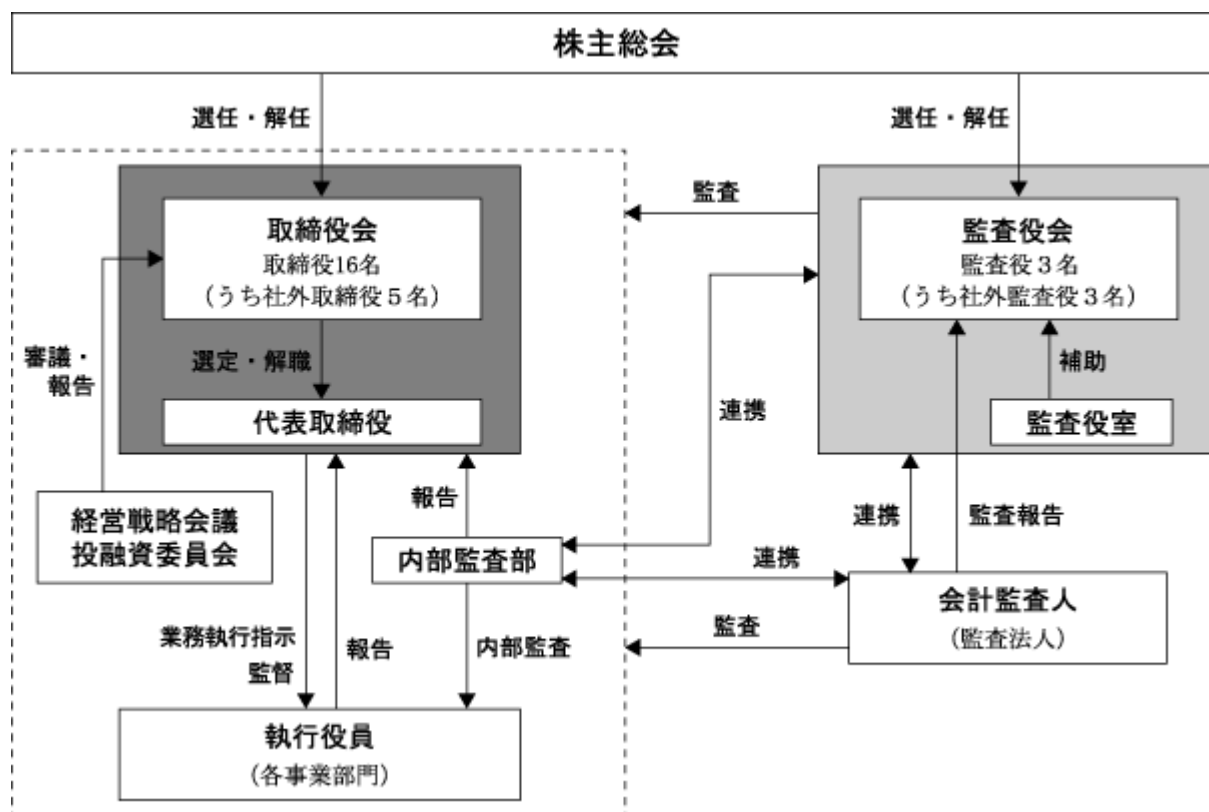 株主総会
選任・解任
選任・解任
取締役会
取締役16名
（うち社外取締役５名）
監査
監査役会
監査役３名
（うち社外監査役３名）
審議・
報告
選定・解職
代表取締役
連携
補助
監査役室
経営戦略会議
投融資委員会
報告
内部監査部
連携
監査報告
連携
会計監査人
（監査法人）
業務執行指示
監督
報告
内部監査
監査
執行役員
（各事業部門）